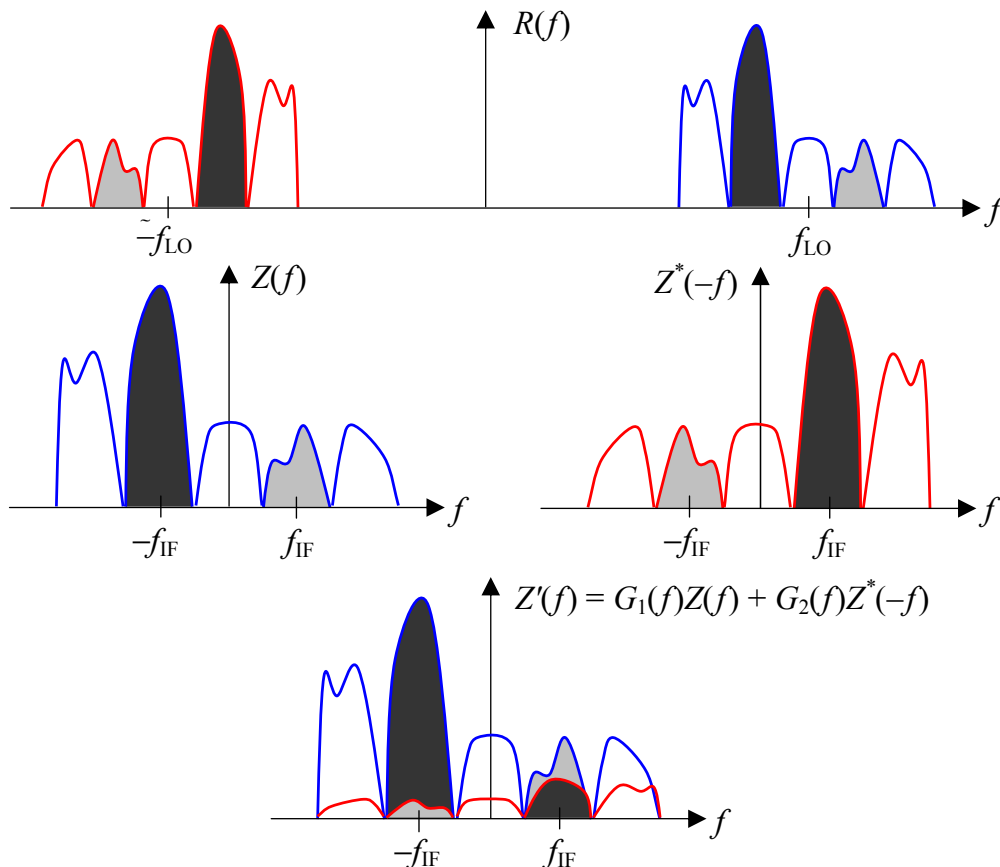 R(f)
f
−f_LO
˜
f_LO
f
Z(f)
−f_IF
f_IF
f
Z*(−f)
−f_IF
f_IF
f
Z'(f) = G₁(f)Z(f) + G₂(f)Z*(−f)
−f_IF
f_IF
f